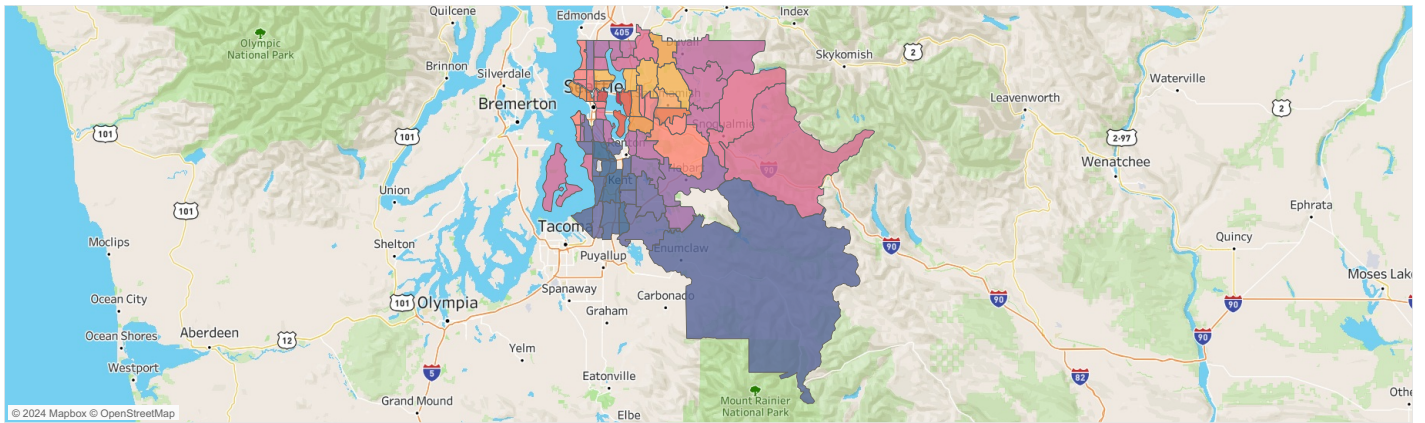 Quilcene
Edmonds
Index
405
Olympic
National Park
Duvall
Skykomish
2
Brinnon
Silverdale
Waterville
Leavenworth
Bremerton
2
101
101
2-97
Snoqualmie
Wenatchee
90
Kent
Union
101
Ephrata
Tacoma
Moclips
Shelton
Enumclaw
90
Quincy
Puyallup
Moses Lake
Spanaway
Carbonado
Ocean City
101
Olympia
90
90
Graham
Ocean Shores
Aberdeen
12
90
Yelm
Westport
5
Eatonville
82
Mount Rainier
National Park
Grand Mound
Othe
© 2024 Mapbox © OpenStreetMap
Elbe